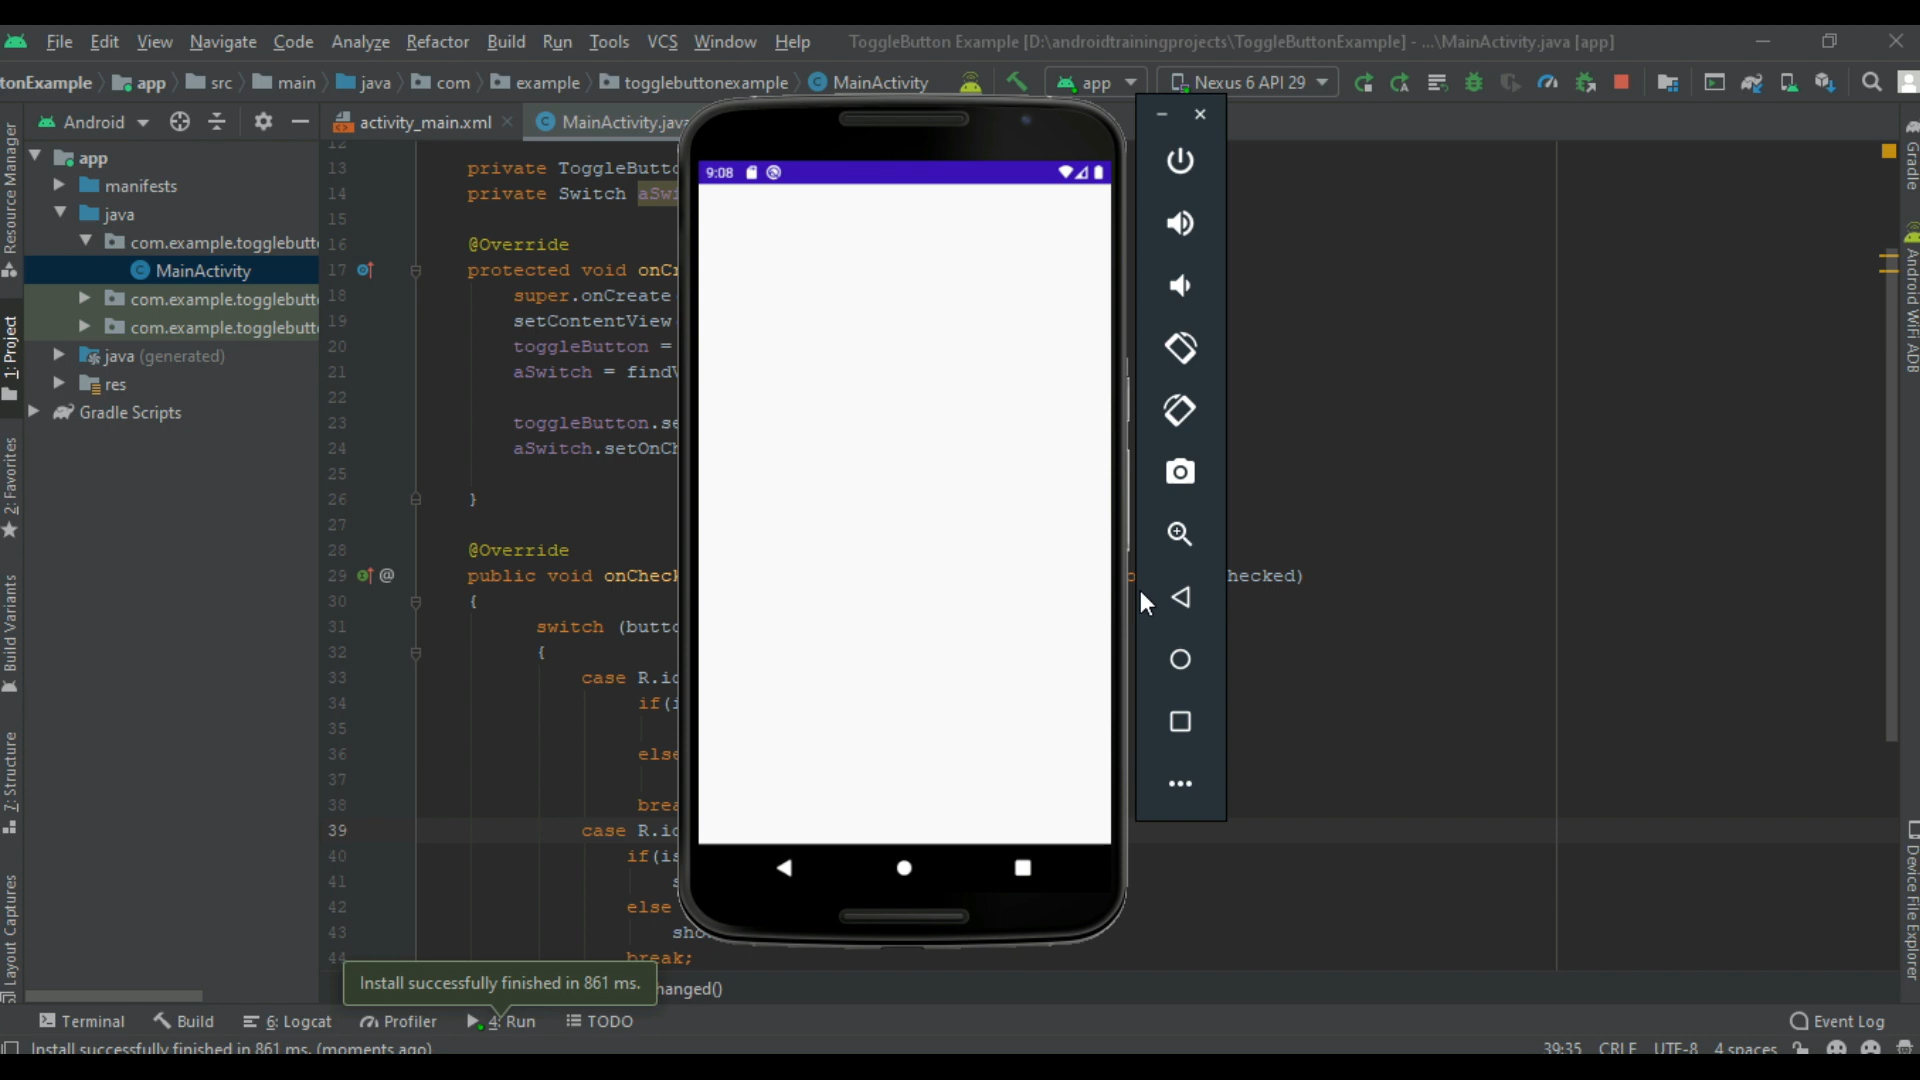 File Edit View Navigate Code Analyze Refactor Build Run Tools VCS Window Help ToggleButton Example [D:\androidtrainingprojects\ToggleButtonExample] - ...\MainActivity.java [app]
tonExample app src main java com example togglebuttonexample MainActivity app Nexus 6 API 29
Android
activity_main.xml
MainActivity.java
app
manifests
java
com.example.togglebutt
MainActivity
com.example.togglebutt
com.example.togglebutt
java (generated)
res
Gradle Scripts
Resource Manager
1: Project
2: Favorites
Build Variants
7: Structure
Layout Captures
12
13 private ToggleButto
14 private Switch aSwi
15
16 @Override
17 protected void onCr
18 super.onCreate
19 setContentView
20 toggleButton =
21 aSwitch = findV
22
23 toggleButton.se
24 aSwitch.setOnCh
25
26 }
27
28 @Override
29 @ public void onCheck hecked)
30 {
31 switch (butto
32 {
33 case R.id
34 if(i
35
36 else
37
38 brea
39 case R.id
40 if(is
41 s
42 else
43 sho
44 break;
9:08
Install successfully finished in 861 ms.
hanged()
Gradle
Android WiFi ADB
Device File Explorer
Terminal Build 6: Logcat Profiler 4: Run TODO Event Log
Install successfully finished in 861 ms. (moments ago) 39:35 CRLF UTF-8 4 spaces